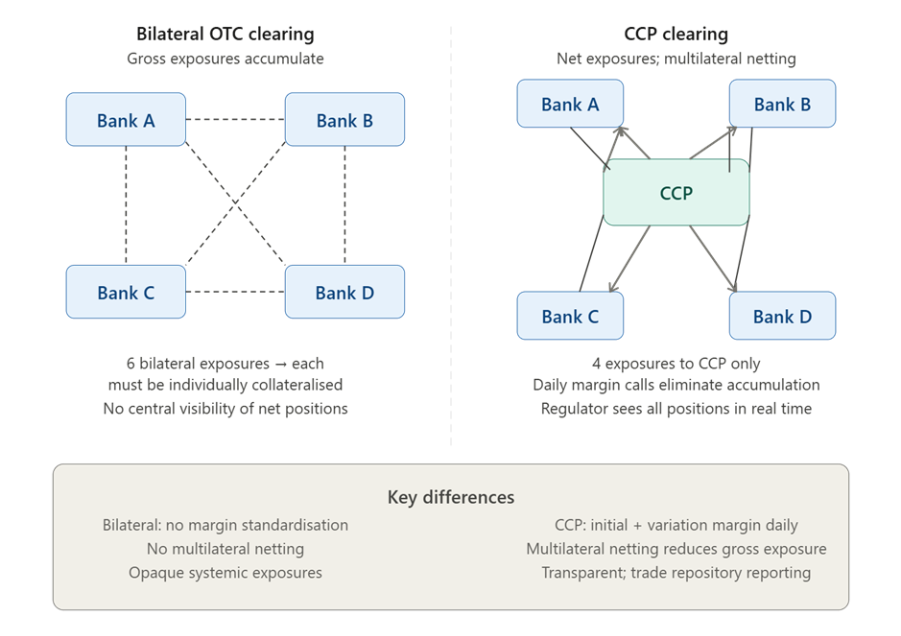 Bilateral OTC clearing
Gross exposures accumulate
Bank A
Bank B
Bank C
Bank D
6 bilateral exposures → each
must be individually collateralised
No central visibility of net positions
CCP clearing
Net exposures; multilateral netting
Bank A
Bank B
CCP
Bank C
Bank D
4 exposures to CCP only
Daily margin calls eliminate accumulation
Regulator sees all positions in real time
Key differences
Bilateral: no margin standardisation
No multilateral netting
Opaque systemic exposures
CCP: initial + variation margin daily
Multilateral netting reduces gross exposure
Transparent; trade repository reporting